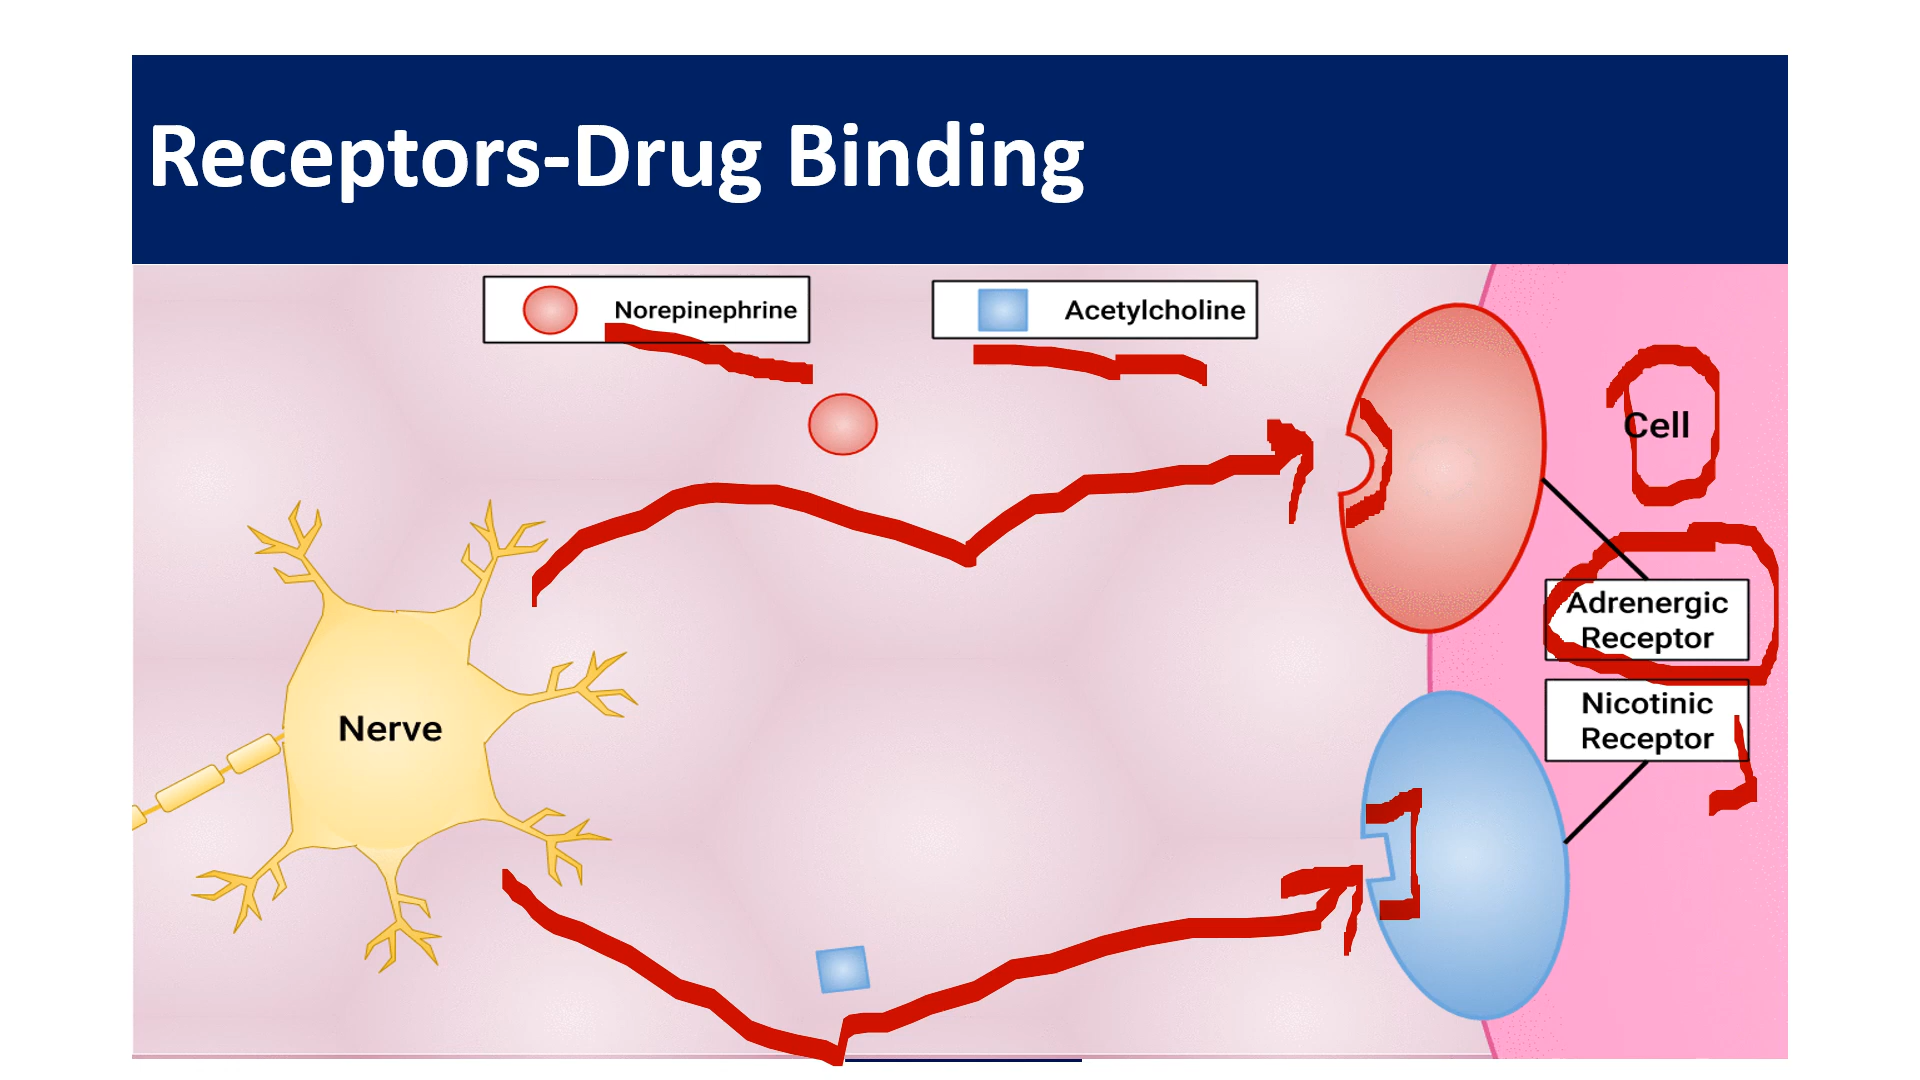 Receptors-Drug Binding
Norepinephrine
Acetylcholine
Cell
Adrenergic
Receptor
Nicotinic
Receptor
Nerve